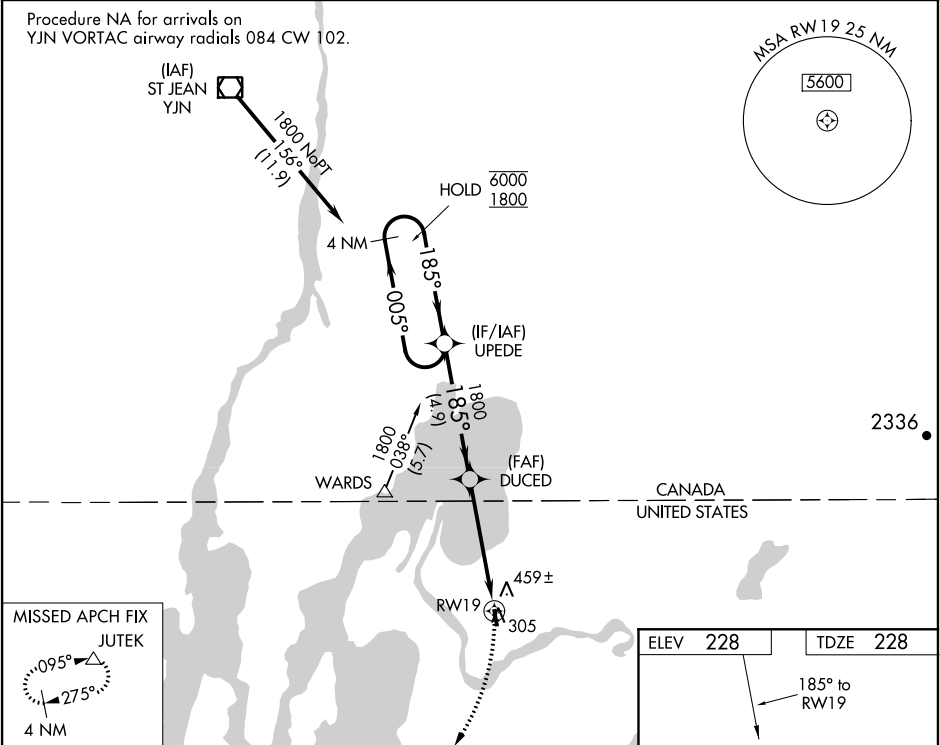 Procedure NA for arrivals on
YJN VORTAC airway radials 084 CW 102.
MSA RW19 25 NM
5600
(IAF)
ST JEAN
YJN
1800 NoPT
156°
(11.9)
HOLD
6000
1800
4 NM
185°
005°
(IF/IAF)
UPEDE
1800
185°
(4.9)
2336
1800
038°
(5.7)
WARDS
(FAF)
DUCED
CANADA
UNITED STATES
459±
RW19
305
MISSED APCH FIX
JUTEK
095°
275°
4 NM
ELEV 228
TDZE 228
185° to
RW19